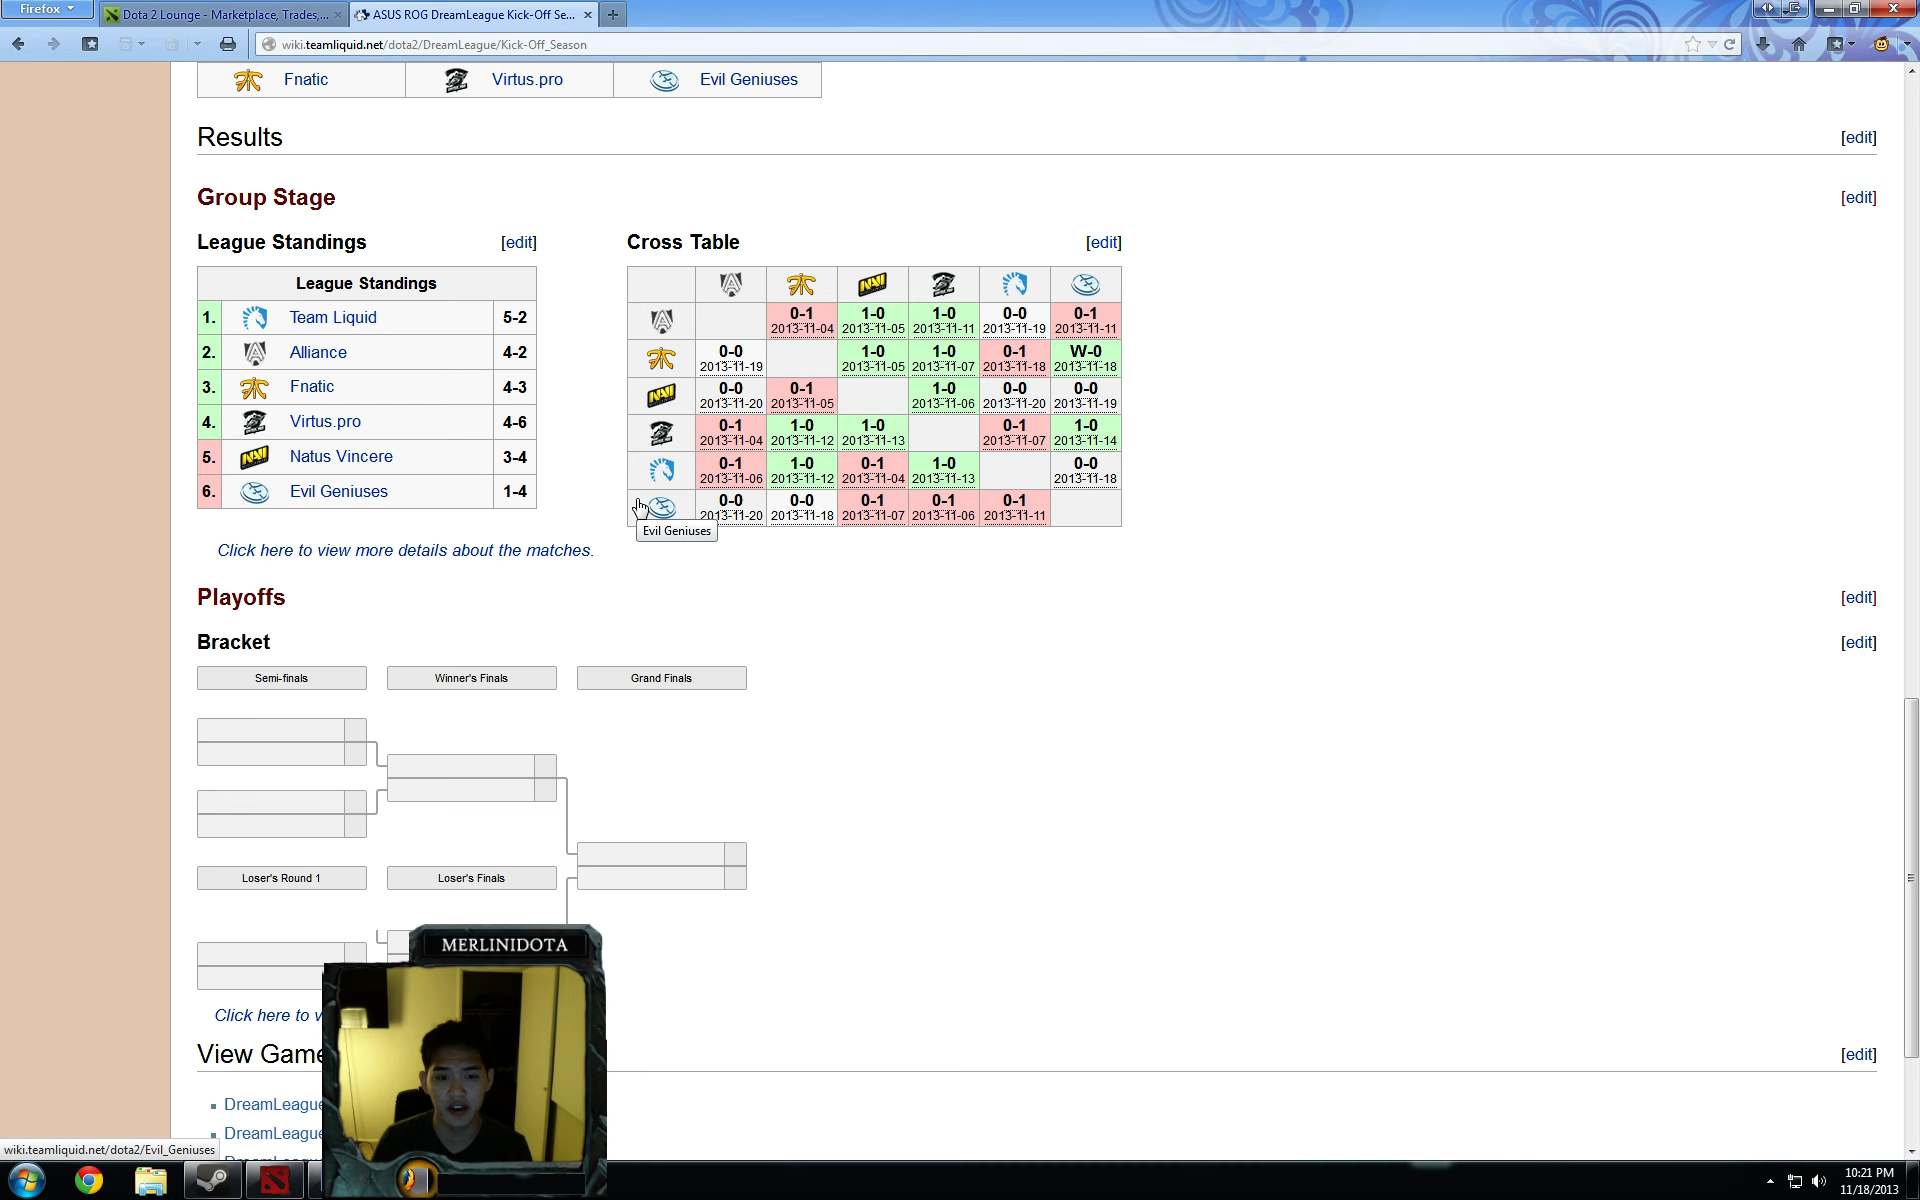 Firefox
Dota 2 Lounge - Marketplace, Trades,...
ASUS ROG DreamLeague Kick-Off Se...
wiki.teamliquid.net/dota2/DreamLeague/Kick-Off_Season
Fnatic Virtus.pro Evil Geniuses
Results [edit]
Group Stage [edit]
League Standings [edit]
League Standings
1. Team Liquid 5-2
2. Alliance 4-2
3. Fnatic 4-3
4. Virtus.pro 4-6
5. Natus Vincere 3-4
6. Evil Geniuses 1-4
Click here to view more details about the matches.
Cross Table [edit]
NAVI
0-1 1-0 1-0 0-0 0-1
2013-11-04 2013-11-05 2013-11-11 2013-11-19 2013-11-11
0-0 1-0 1-0 0-1 W-0
2013-11-19 2013-11-05 2013-11-07 2013-11-18 2013-11-18
0-0 0-1 1-0 0-0 0-0
2013-11-20 2013-11-05 2013-11-06 2013-11-20 2013-11-19
0-1 1-0 1-0 0-1 1-0
2013-11-04 2013-11-12 2013-11-13 2013-11-07 2013-11-14
0-1 1-0 0-1 1-0 0-0
2013-11-06 2013-11-12 2013-11-04 2013-11-13 2013-11-18
0-0 0-0 0-1 0-1 0-1
2013-11-20 2013-11-18 2013-11-07 2013-11-06 2013-11-11
Evil Geniuses
Playoffs [edit]
Bracket [edit]
Semi-finals Winner's Finals Grand Finals
Loser's Round 1 Loser's Finals
MERLINIDOTA
Click here to v
View Game [edit]
DreamLeague
DreamLeague
wiki.teamliquid.net/dota2/Evil_Geniuses
10:21 PM
11/18/2013